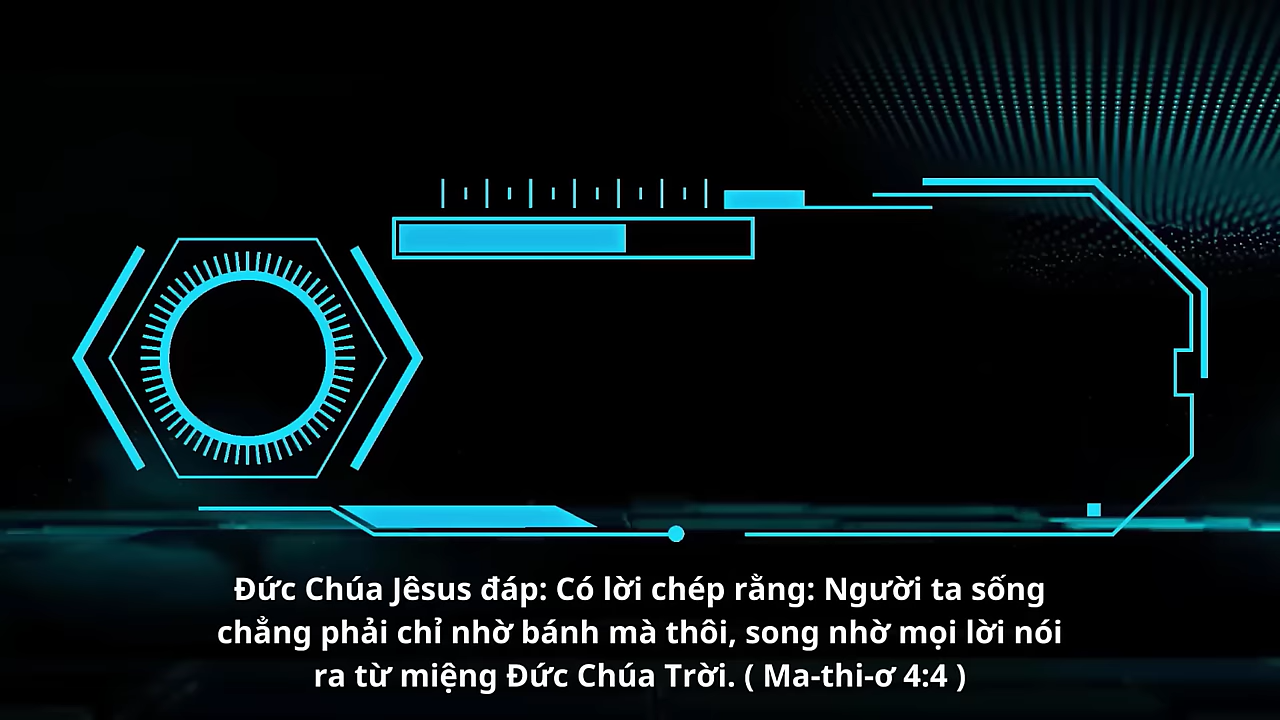 Đức Chúa Jêsus đáp: Có lời chép rằng: Người ta sống
chẳng phải chỉ nhờ bánh mà thôi, song nhờ mọi lời nói
ra từ miệng Đức Chúa Trời. ( Ma-thi-ơ 4:4 )